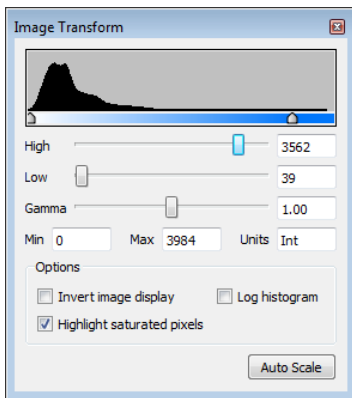 Image Transform
High 3562
Low 39
Gamma 1.00
Min 0 Max 3984 Units Int
Options
Invert image display Log histogram
Highlight saturated pixels
Auto Scale